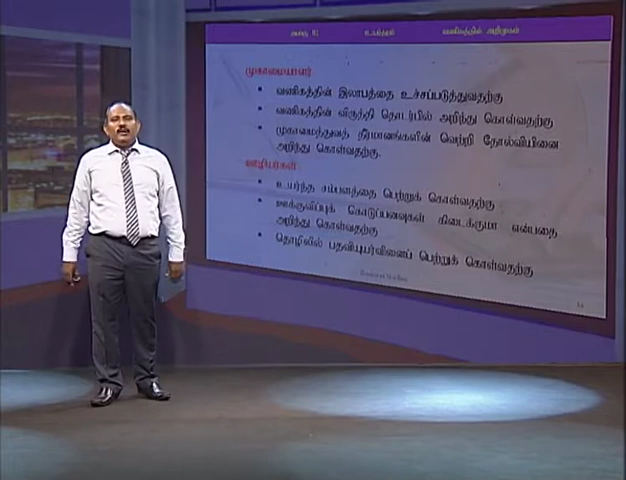 அலகு 01 உயர்தரம் வணிகத்தில் அறிமுகம்
முகாமையாளர்
• வணிகத்தின் இலாபத்தை உச்சப்படுத்துவதற்கு
• வணிகத்தின் விருத்தி தொடர்பில் அறிந்து கொள்வதற்கு
• முகாமைத்துவத் தீர்மானங்களின் வெற்றி தோல்வியினை
அறிந்து கொள்வதற்கு.
ஊழியர்கள்
• உயர்ந்த சம்பளத்தை பெற்றுக் கொள்வதற்கு
• ஊக்குவிப்புக் கொடுப்பனவுகள் கிடைக்குமா என்பதை
அறிந்து கொள்வதற்கு
• தொழிலில் பதவியுயர்வினைப் பெற்றுக் கொள்வதற்கு